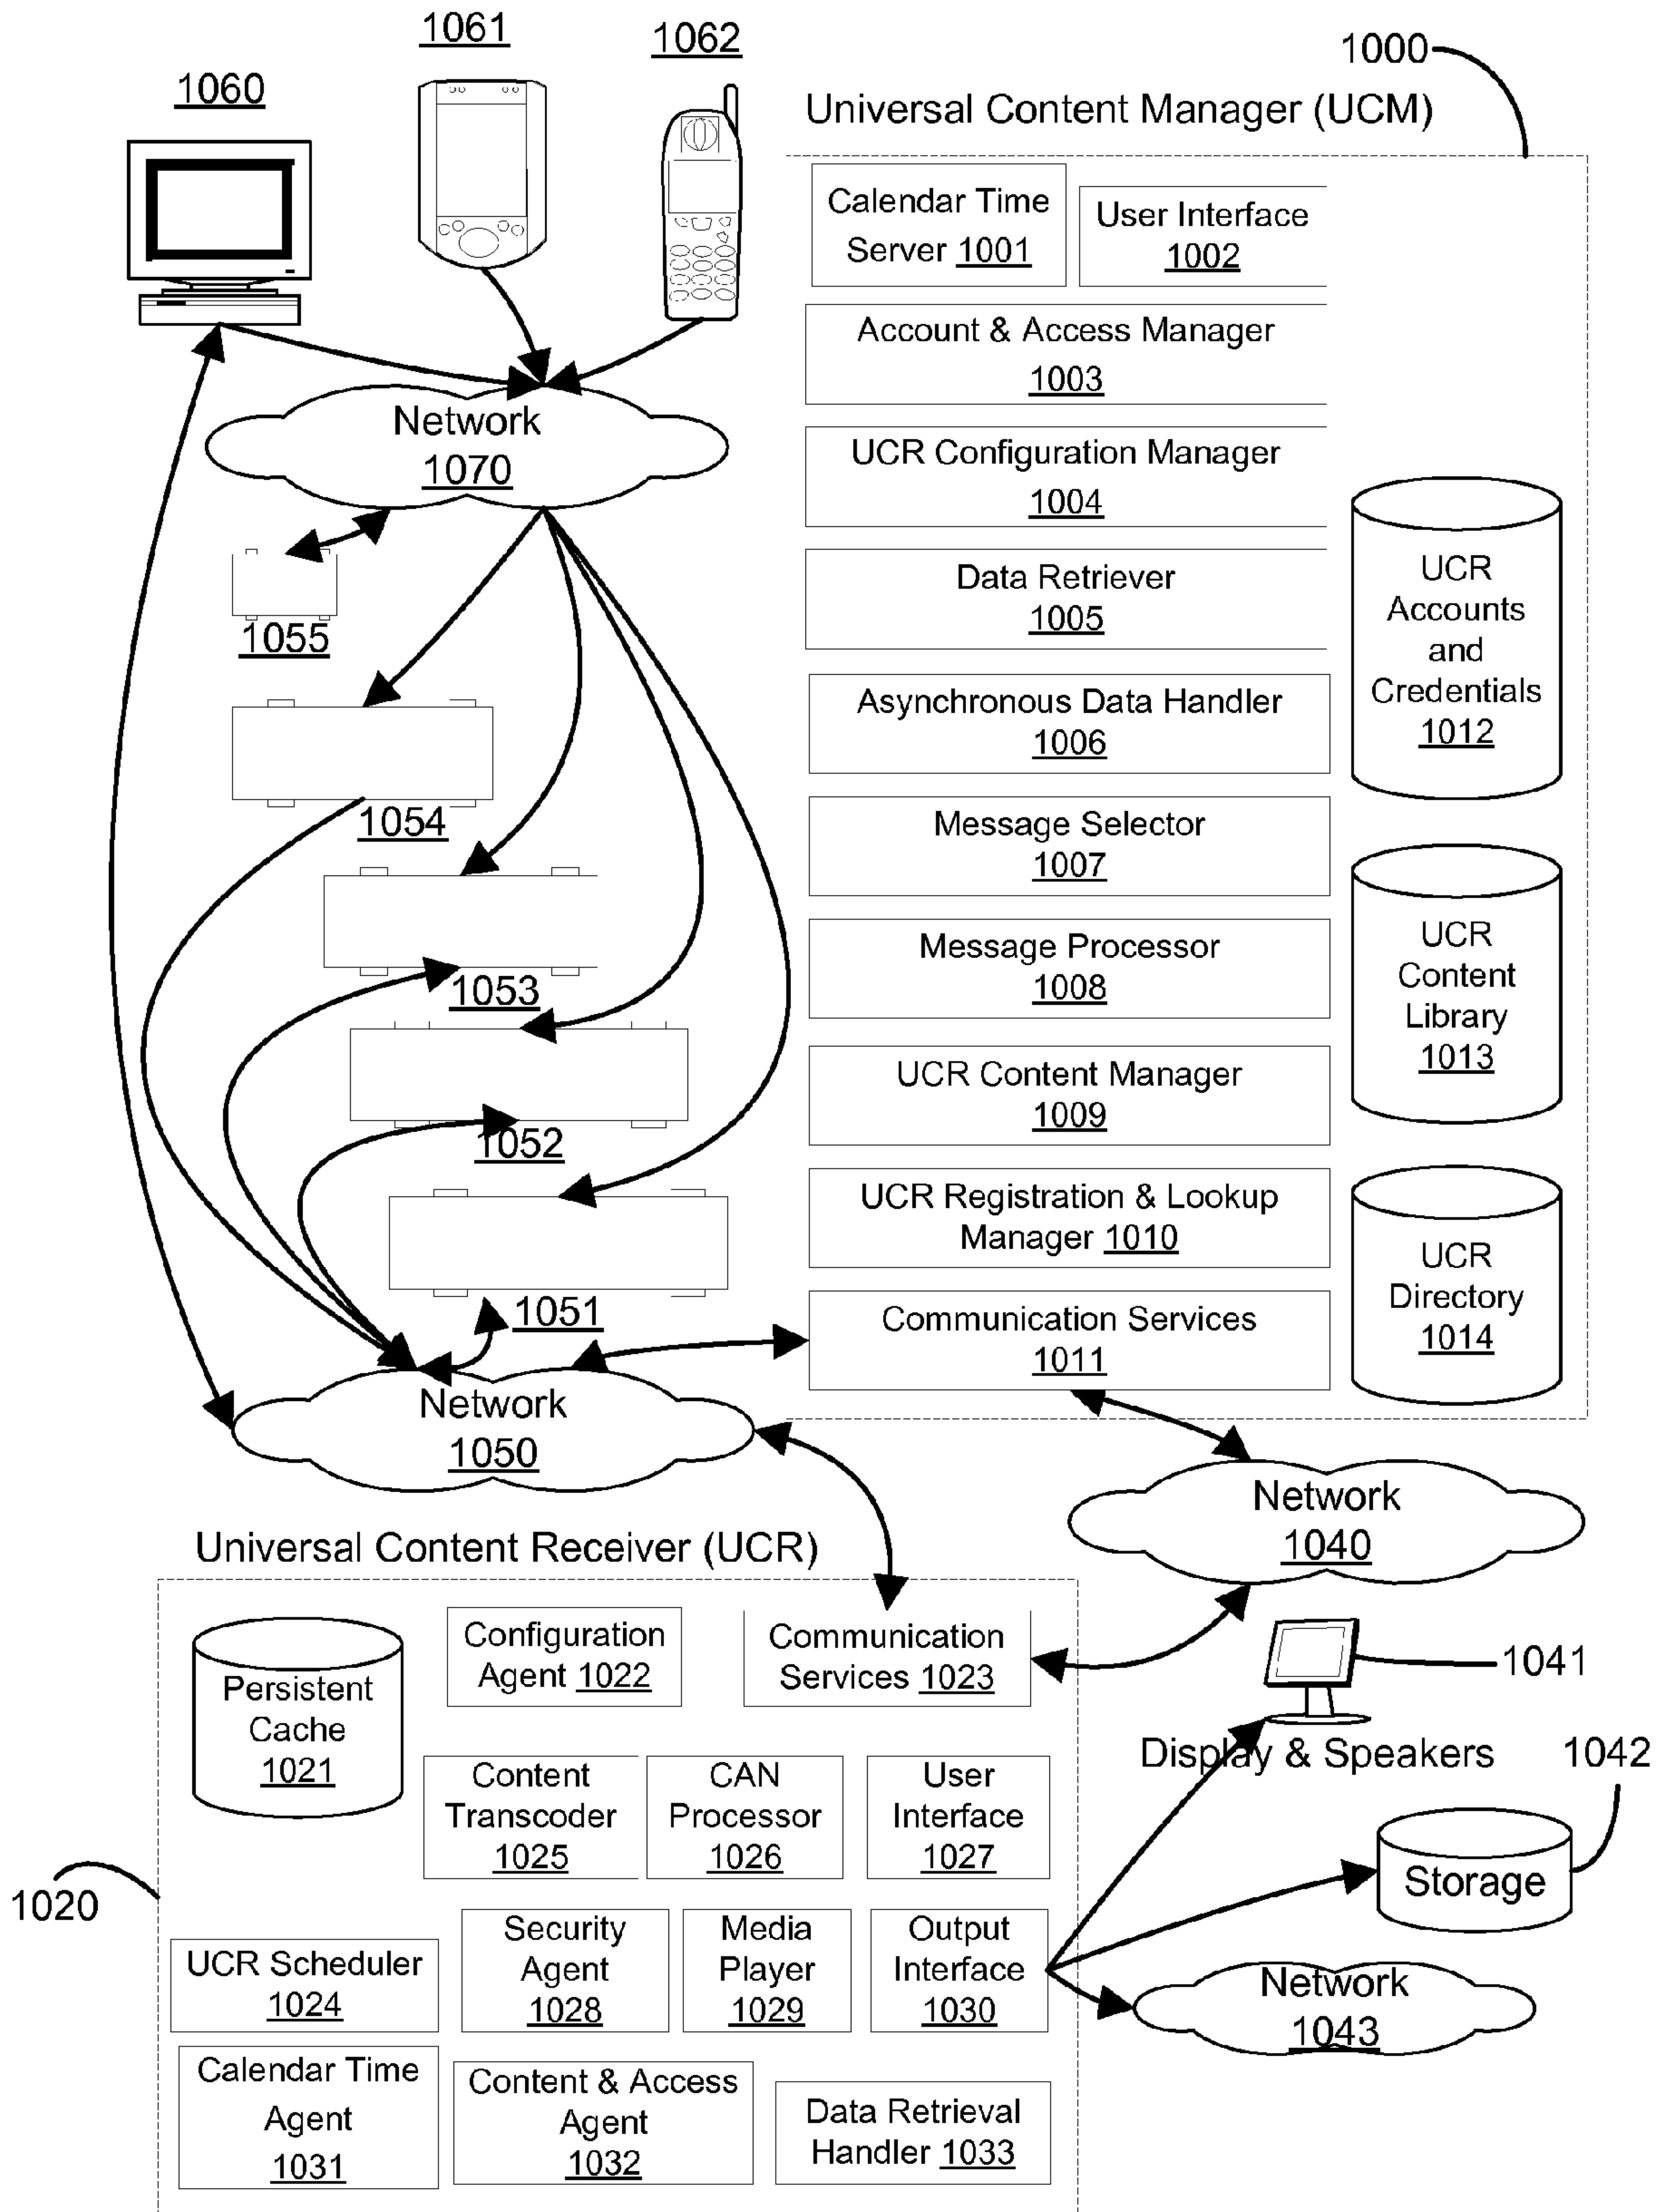 1061
1062
1060
1000
Universal Content Manager (UCM)
Calendar Time
Server 1001
User Interface
1002
Account & Access Manager
1003
Network
1070
UCR Configuration Manager
1004
Data Retriever
1005
UCR
Accounts
and
Credentials
1012
1055
Asynchronous Data Handler
1006
1054
Message Selector
1007
Message Processor
1008
UCR
Content
Library
1013
1053
UCR Content Manager
1009
1052
UCR Registration & Lookup
Manager 1010
UCR
Directory
1014
1051
Communication Services
1011
Network
1050
Network
1040
Universal Content Receiver (UCR)
Persistent
Cache
1021
Configuration
Agent 1022
Communication
Services 1023
1041
Display & Speakers
1042
Content
Transcoder
1025
CAN
Processor
1026
User
Interface
1027
Storage
1020
UCR Scheduler
1024
Security
Agent
1028
Media
Player
1029
Output
Interface
1030
Network
1043
Calendar Time
Agent
1031
Content & Access
Agent
1032
Data Retrieval
Handler 1033